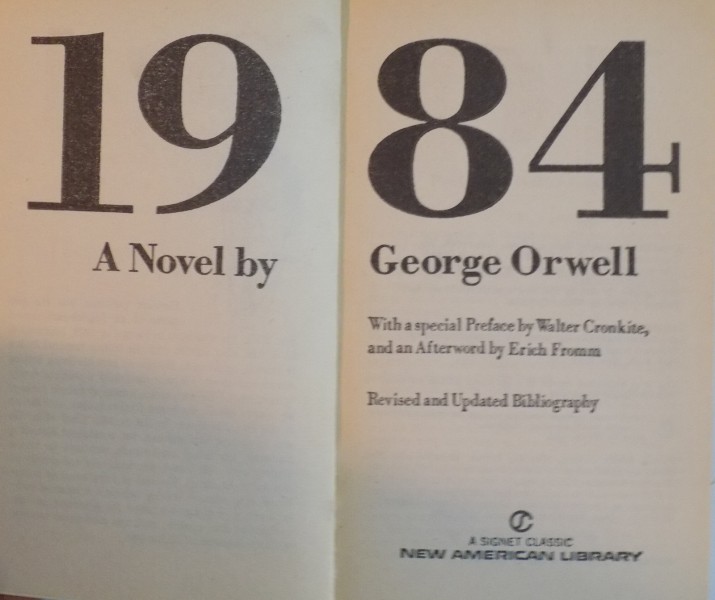 1984
A Novel by George Orwell
With a special Preface by Walter Cronkite,
and an Afterword by Erich Fromm
Revised and Updated Bibliography
A SIGNET CLASSIC
NEW AMERICAN LIBRARY